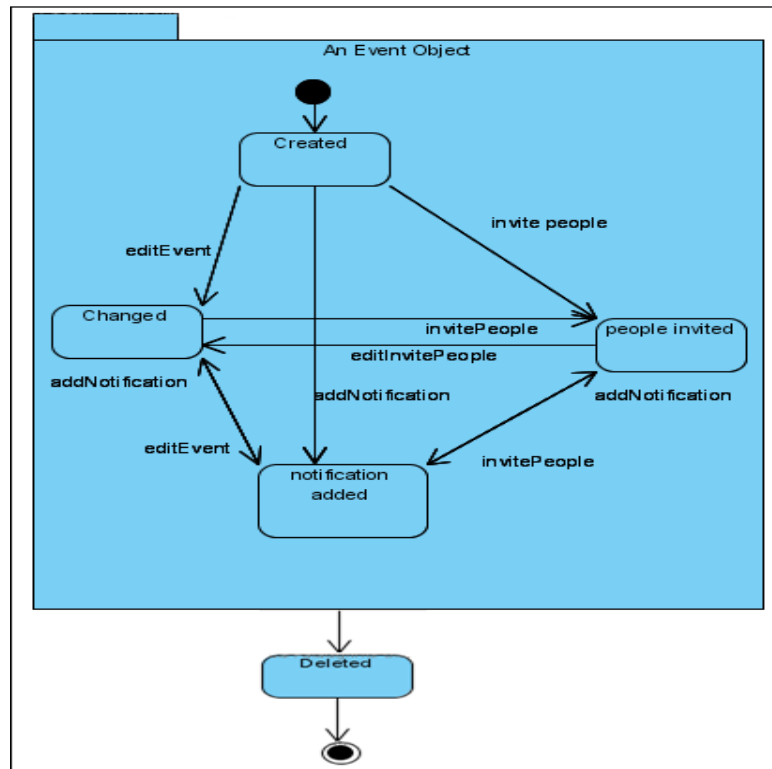 An Event Object
Created
invite people
editEvent
Changed
people invited
invitePeople
editInvitePeople
addNotification
addNotification
addNotification
editEvent
invitePeople
notification
added
Deleted